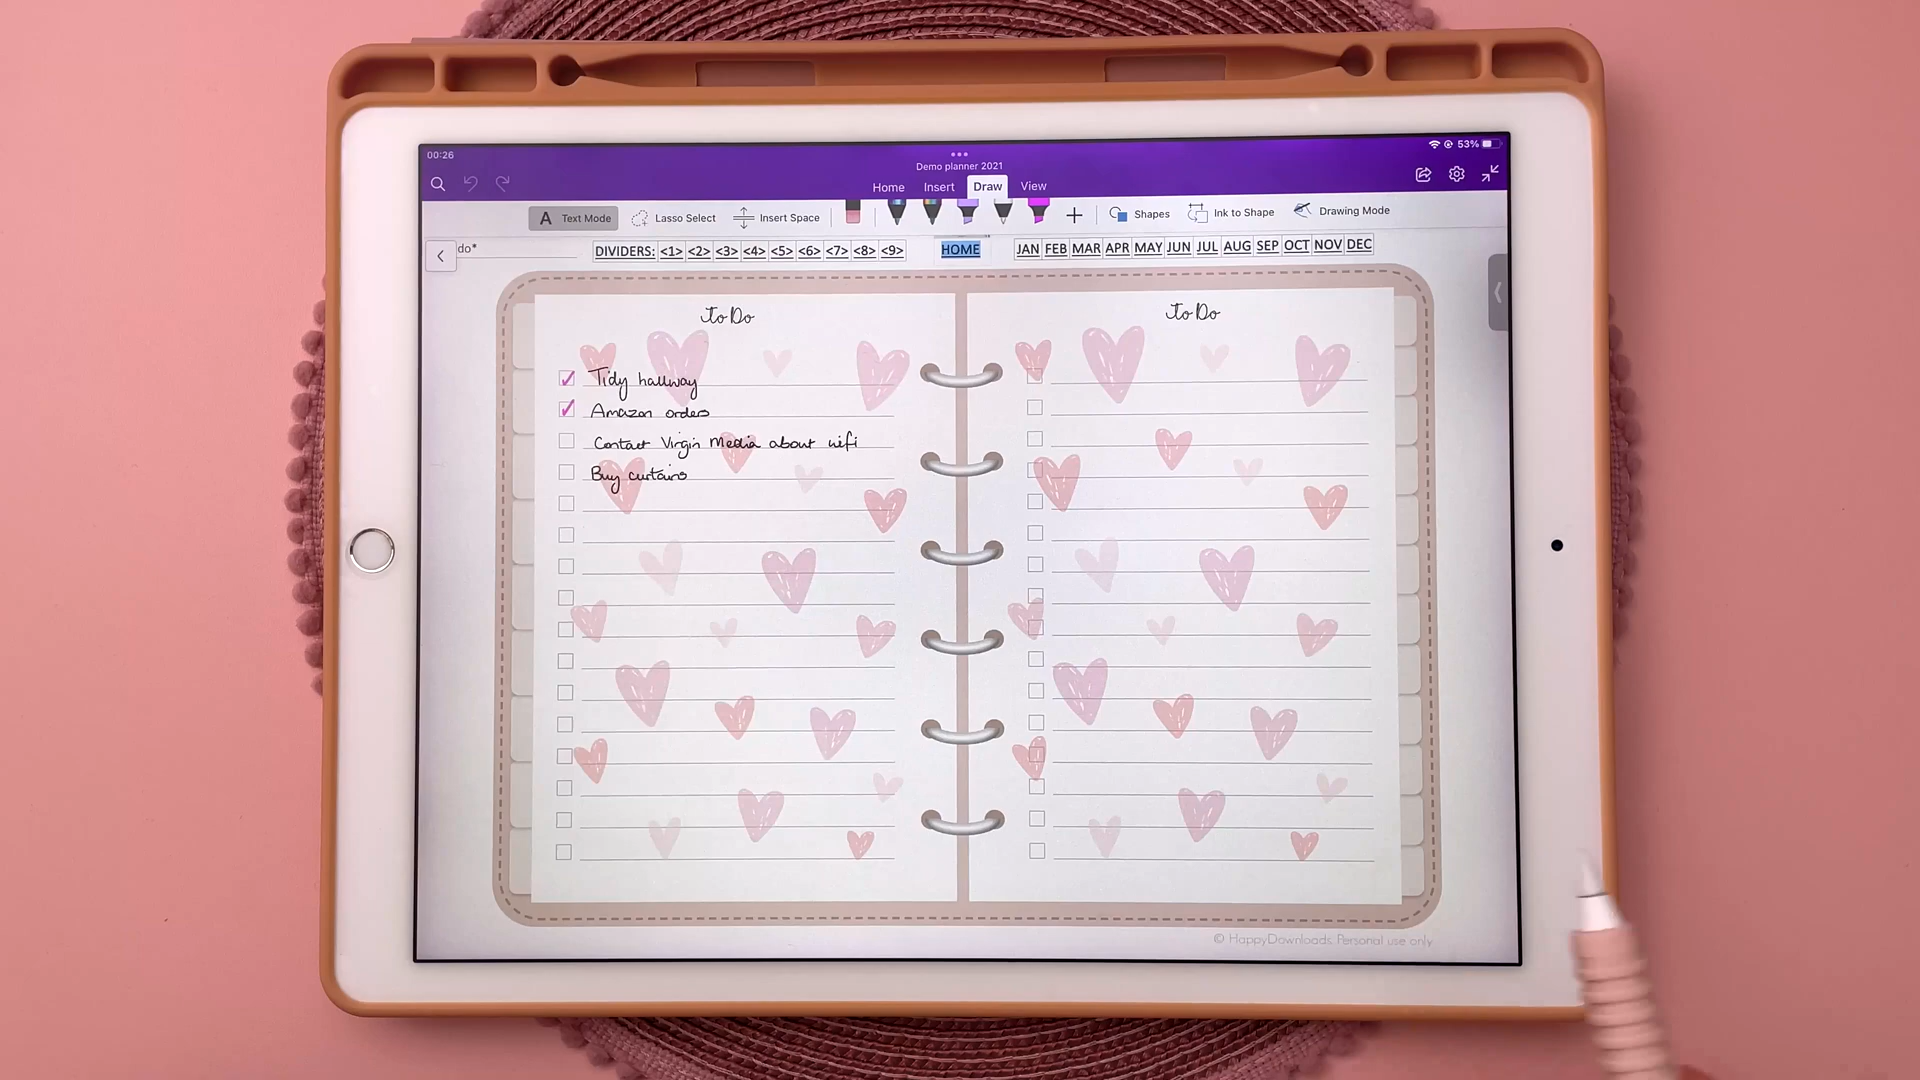 00:26
53%
Demo planner 2021
Home Insert Draw View
A Text Mode Lasso Select Insert Space Shapes Ink to Shape Drawing Mode
do*
DIVIDERS: <1> <2> <3> <4> <5> <6> <7> <8> <9> HOME JAN FEB MAR APR MAY JUN JUL AUG SEP OCT NOV DEC
To Do
Tidy hallway
Amazon orders
Contact Virgin Media about wifi
Buy curtains
To Do
© HappyDownloads. Personal use only